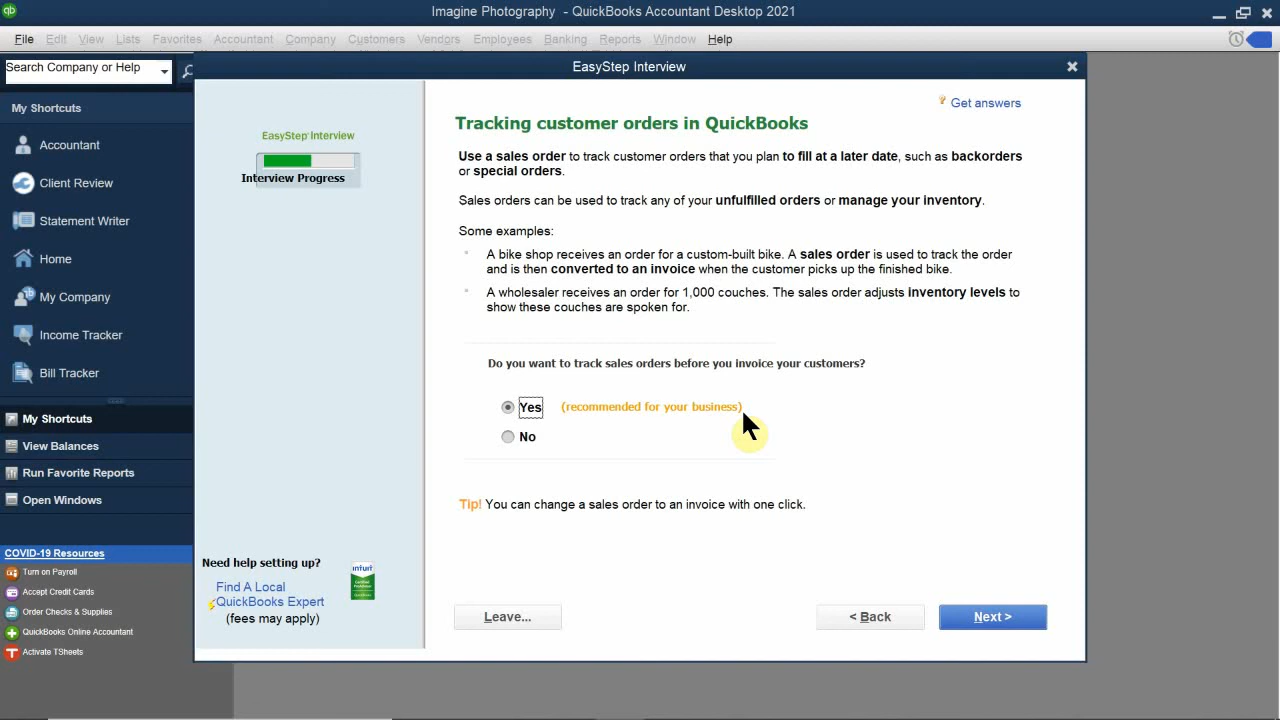 Imagine Photography - QuickBooks Accountant Desktop 2021
File Edit View Lists Favorites Accountant Company Customers Vendors Employees Banking Reports Window Help
Search Company or Help
EasyStep Interview
My Shortcuts
Accountant
Client Review
Statement Writer
Home
My Company
Income Tracker
Bill Tracker
My Shortcuts
View Balances
Run Favorite Reports
Open Windows
COVID-19 Resources
Turn on Payroll
Accept Credit Cards
Order Checks & Supplies
QuickBooks Online Accountant
Activate TSheets
EasyStep Interview
Interview Progress
Need help setting up?
Find A Local
QuickBooks Expert
(fees may apply)
intuit
Get answers
Tracking customer orders in QuickBooks
Use a sales order to track customer orders that you plan to fill at a later date, such as backorders
or special orders.
Sales orders can be used to track any of your unfulfilled orders or manage your inventory.
Some examples:
A bike shop receives an order for a custom-built bike. A sales order is used to track the order
and is then converted to an invoice when the customer picks up the finished bike.
A wholesaler receives an order for 1,000 couches. The sales order adjusts inventory levels to
show these couches are spoken for.
Do you want to track sales orders before you invoice your customers?
Yes (recommended for your business)
No
Tip! You can change a sales order to an invoice with one click.
Leave... < Back Next >